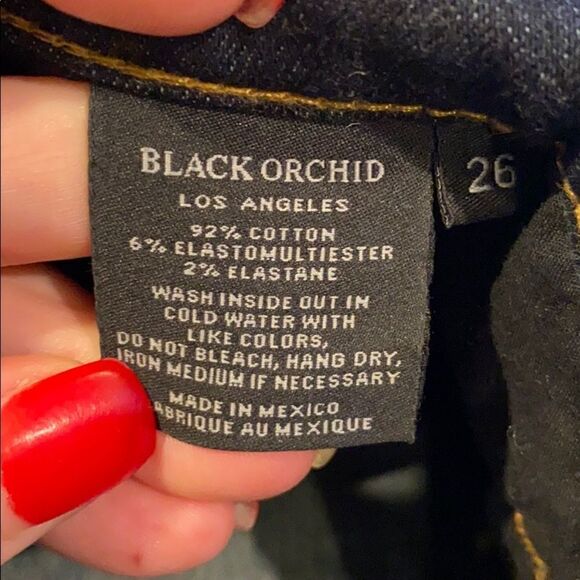 BLACK ORCHID
LOS ANGELES
92% COTTON
6% ELASTOMULTIESTER
2% ELASTANE
WASH INSIDE OUT IN
COLD WATER WITH
LIKE COLORS,
DO NOT BLEACH, HANG DRY,
IRON MEDIUM IF NECESSARY
MADE IN MEXICO
FABRIQUE AU MEXIQUE
26